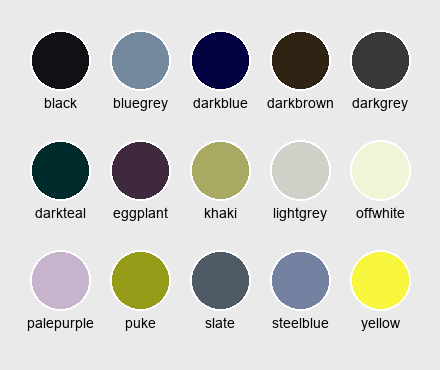 black bluegrey darkblue darkbrown darkgrey
darkteal eggplant khaki lightgrey offwhite
palepurple puke slate steelblue yellow